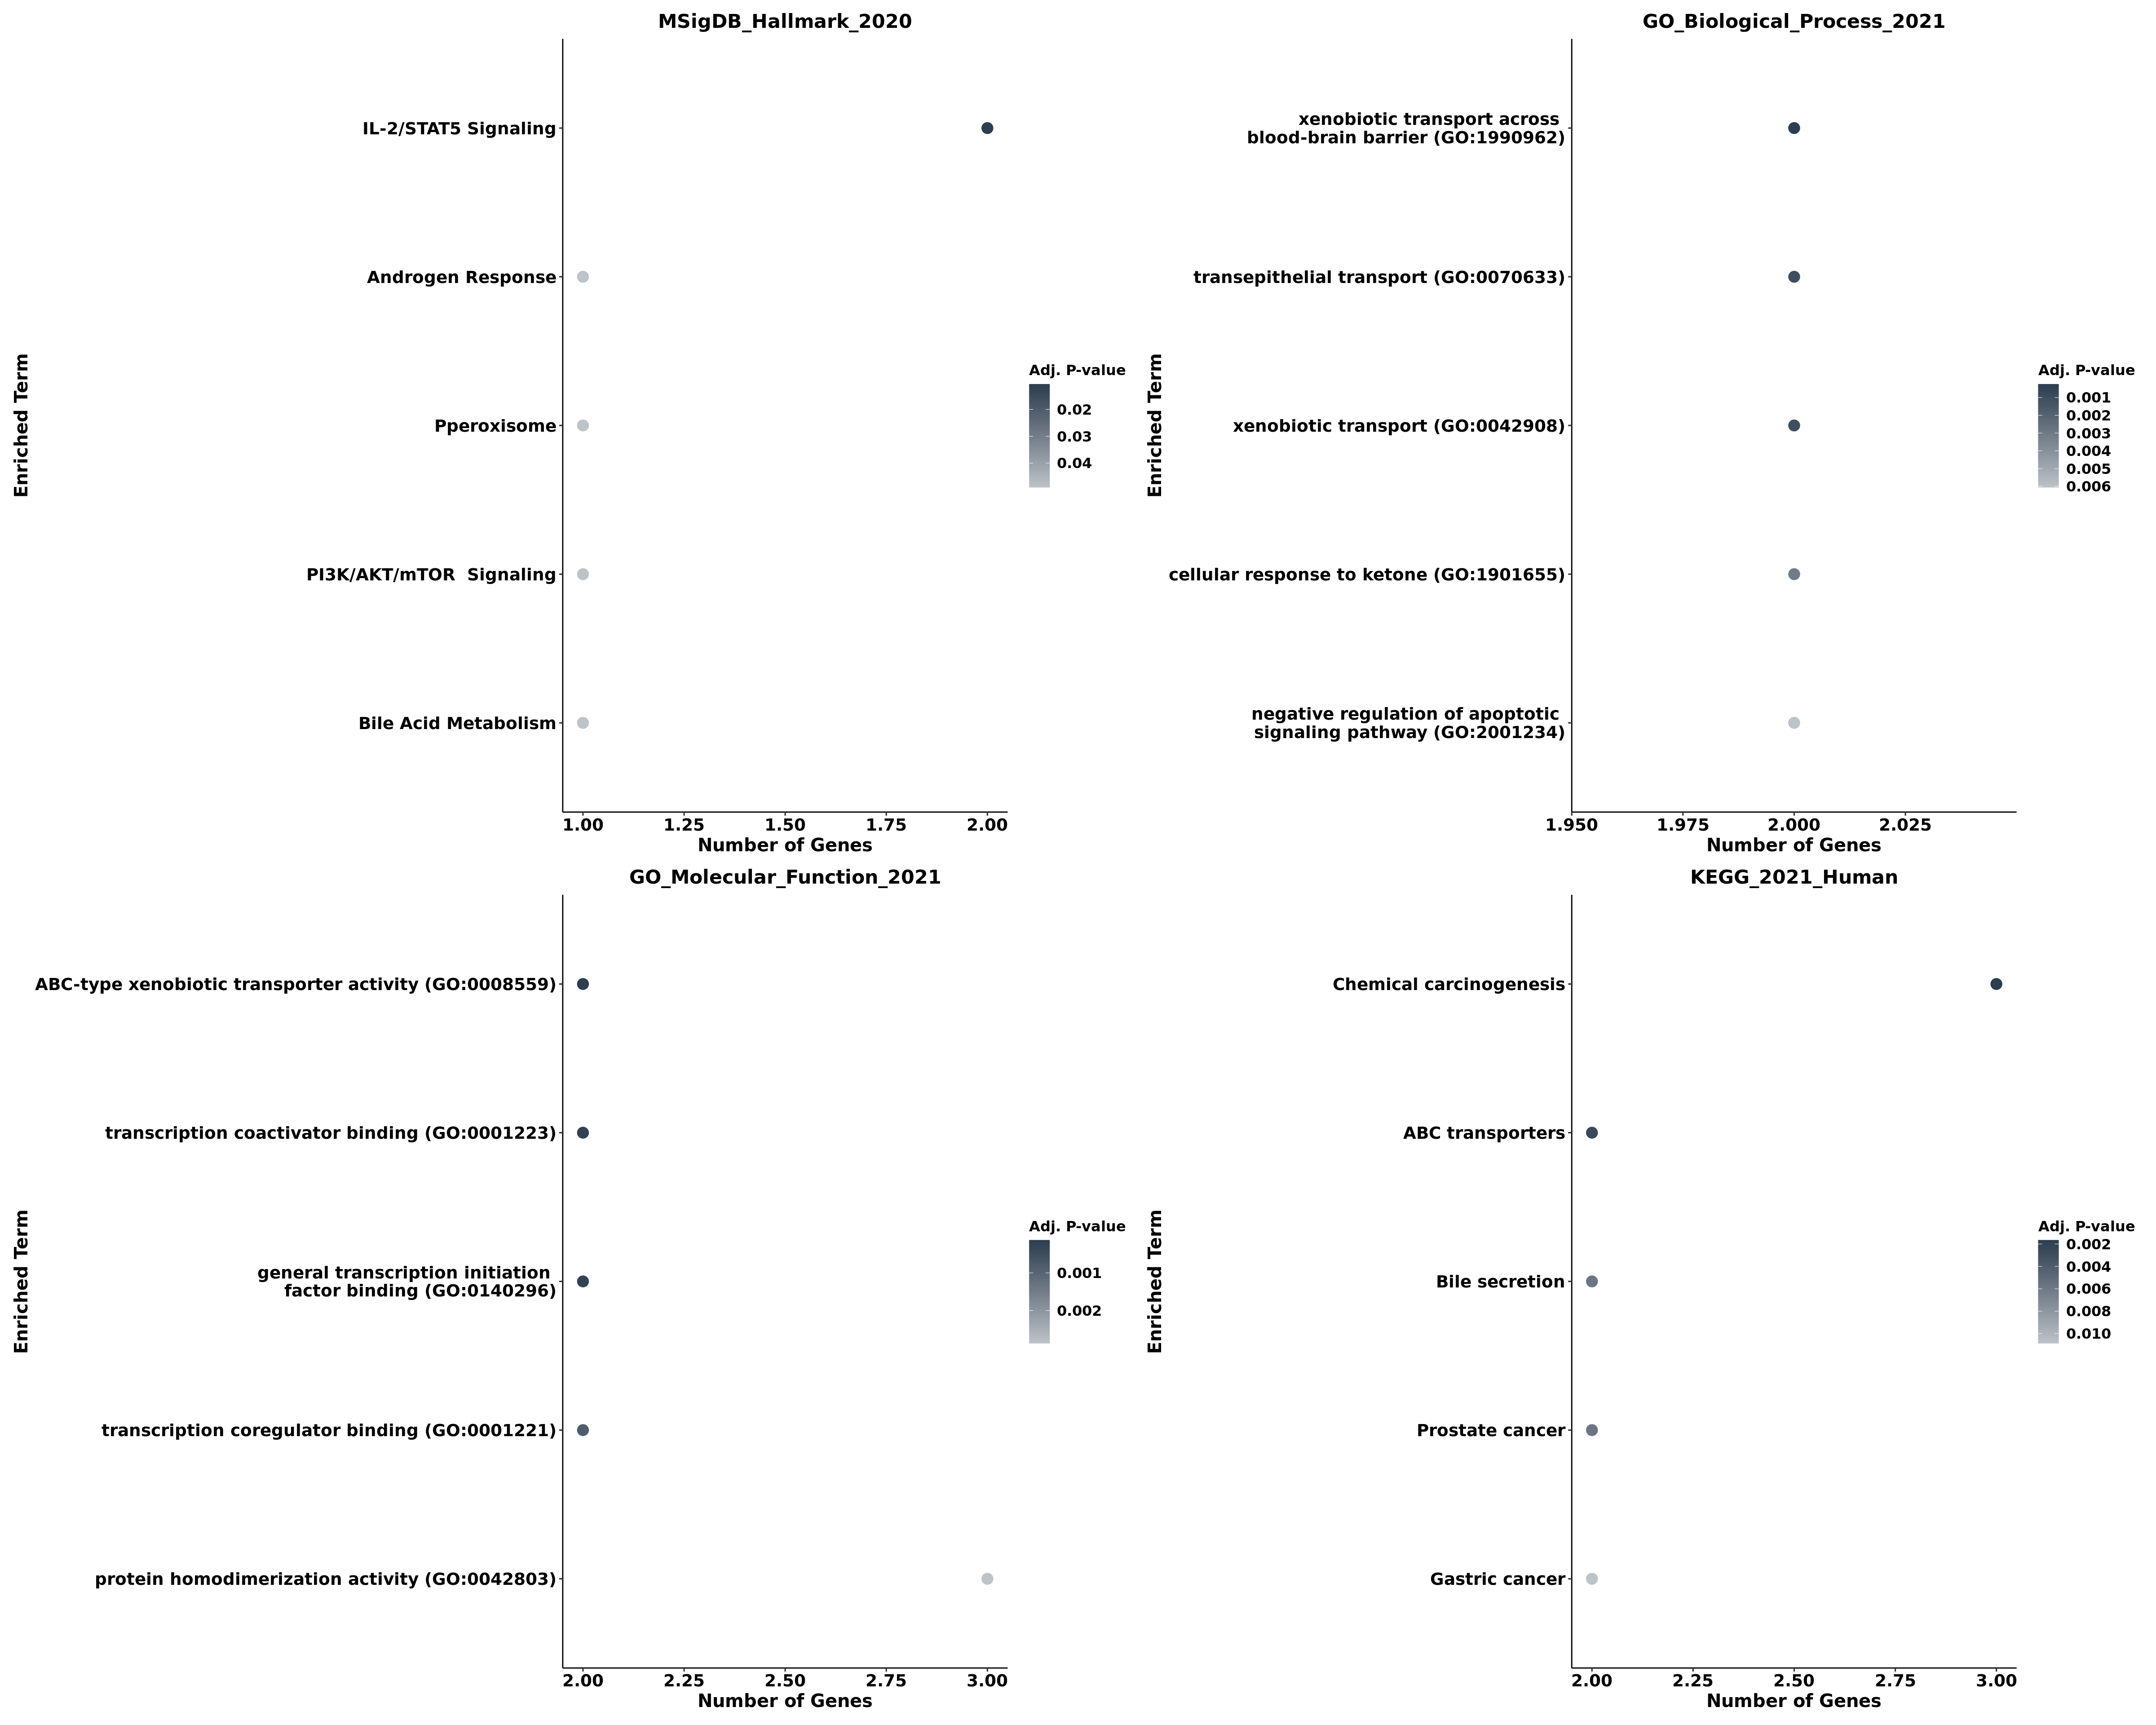 MSigDB_Hallmark_2020
Enriched Term
IL-2/STAT5 Signaling
Androgen Response
Pperoxisome
PI3K/AKT/mTOR  Signaling
Bile Acid Metabolism
1.00 1.25 1.50 1.75 2.00
Number of Genes
Adj. P-value
0.02
0.03
0.04
GO_Biological_Process_2021
Enriched Term
xenobiotic transport across
blood-brain barrier (GO:1990962)
transepithelial transport (GO:0070633)
xenobiotic transport (GO:0042908)
cellular response to ketone (GO:1901655)
negative regulation of apoptotic
signaling pathway (GO:2001234)
1.950 1.975 2.000 2.025
Number of Genes
Adj. P-value
0.001
0.002
0.003
0.004
0.005
0.006
GO_Molecular_Function_2021
Enriched Term
ABC-type xenobiotic transporter activity (GO:0008559)
transcription coactivator binding (GO:0001223)
general transcription initiation
factor binding (GO:0140296)
transcription coregulator binding (GO:0001221)
protein homodimerization activity (GO:0042803)
2.00 2.25 2.50 2.75 3.00
Number of Genes
Adj. P-value
0.001
0.002
KEGG_2021_Human
Enriched Term
Chemical carcinogenesis
ABC transporters
Bile secretion
Prostate cancer
Gastric cancer
2.00 2.25 2.50 2.75 3.00
Number of Genes
Adj. P-value
0.002
0.004
0.006
0.008
0.010